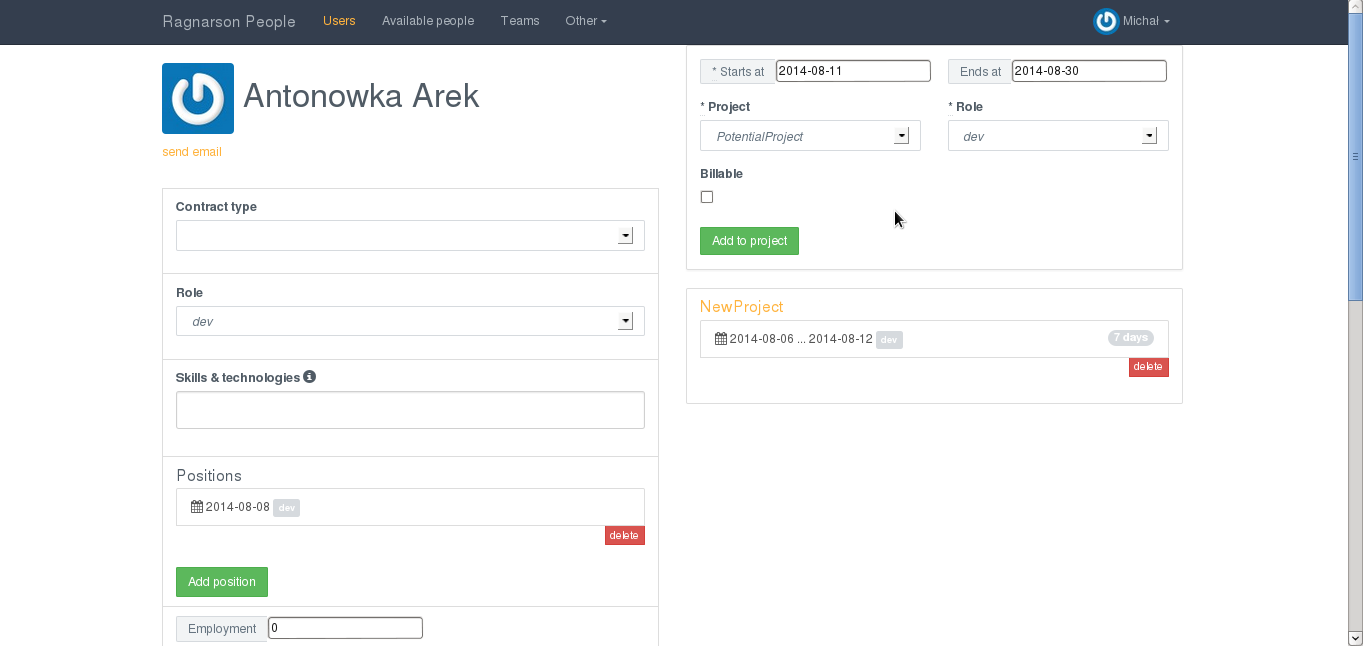 Ragnarson People Users Available people Teams Other Michał
Antonowka Arek
send email
Contract type
Role
dev
Skills & technologies
Positions
2014-08-08 dev
delete
Add position
Employment 0
* Starts at 2014-08-11 Ends at 2014-08-30
* Project * Role
PotentialProject dev
Billable
Add to project
NewProject
2014-08-06 ... 2014-08-12 dev 7 days
delete